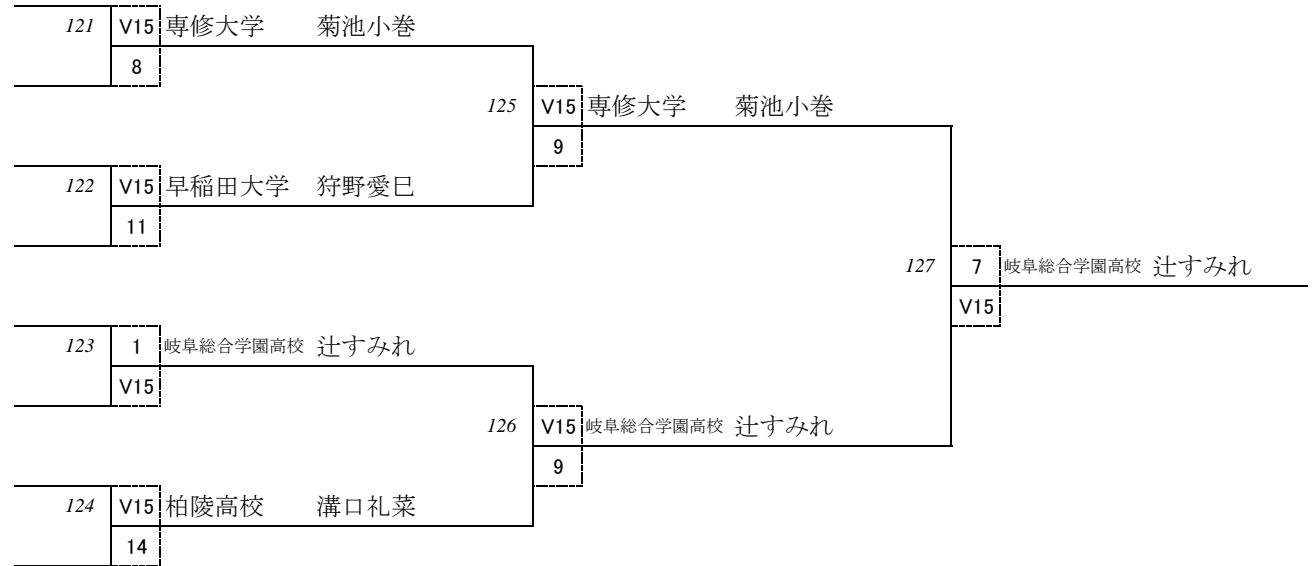 121 V15 専修大学 菊池小巻
8
125 V15 専修大学 菊池小巻
9
122 V15 早稲田大学 狩野愛巳
11
127 7 岐阜総合学園高校 辻すみれ
V15
123 1 岐阜総合学園高校 辻すみれ
V15
126 V15 岐阜総合学園高校 辻すみれ
9
124 V15 柏陵高校 溝口礼菜
14